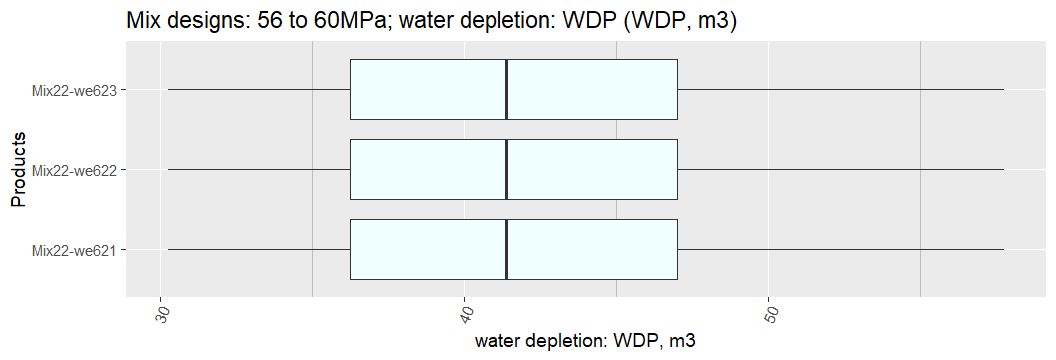 Mix designs: 56 to 60MPa; water depletion: WDP (WDP, m3)
Products
Mix22-we623
Mix22-we622
Mix22-we621
30
40
50
water depletion: WDP, m3